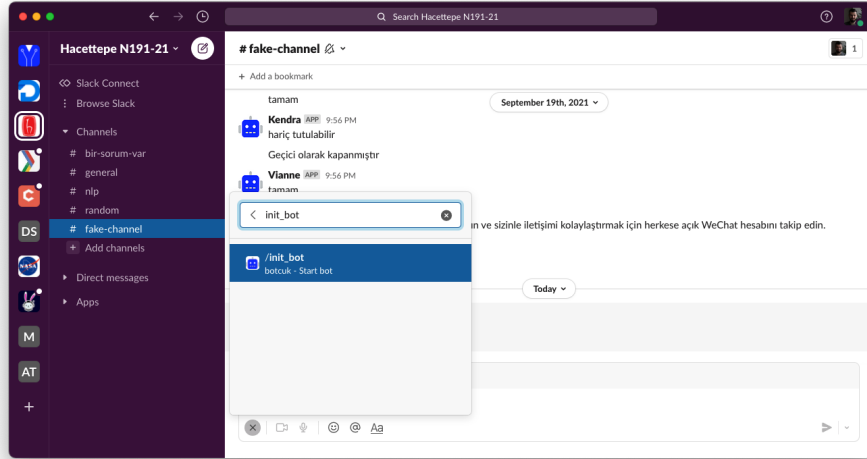 Search Hacettepe N191-21
Hacettepe N191-21
Slack Connect
Browse Slack
Channels
# bir-sorum-var
# general
# nlp
# random
# fake-channel
+ Add channels
Direct messages
Apps
C
DS
NASA
M
AT
+
# fake-channel
1
+ Add a bookmark
September 19th, 2021
tamam
Kendra APP 9:56 PM
hariç tutulabilir
Geçici olarak kapanmıştır
Vianne APP 9:56 PM
tamam
init_bot
n ve sizinle iletişimi kolaylaştırmak için herkese açık WeChat hesabını takip edin.
/init_bot
botcuk - Start bot
Today
@ Aa